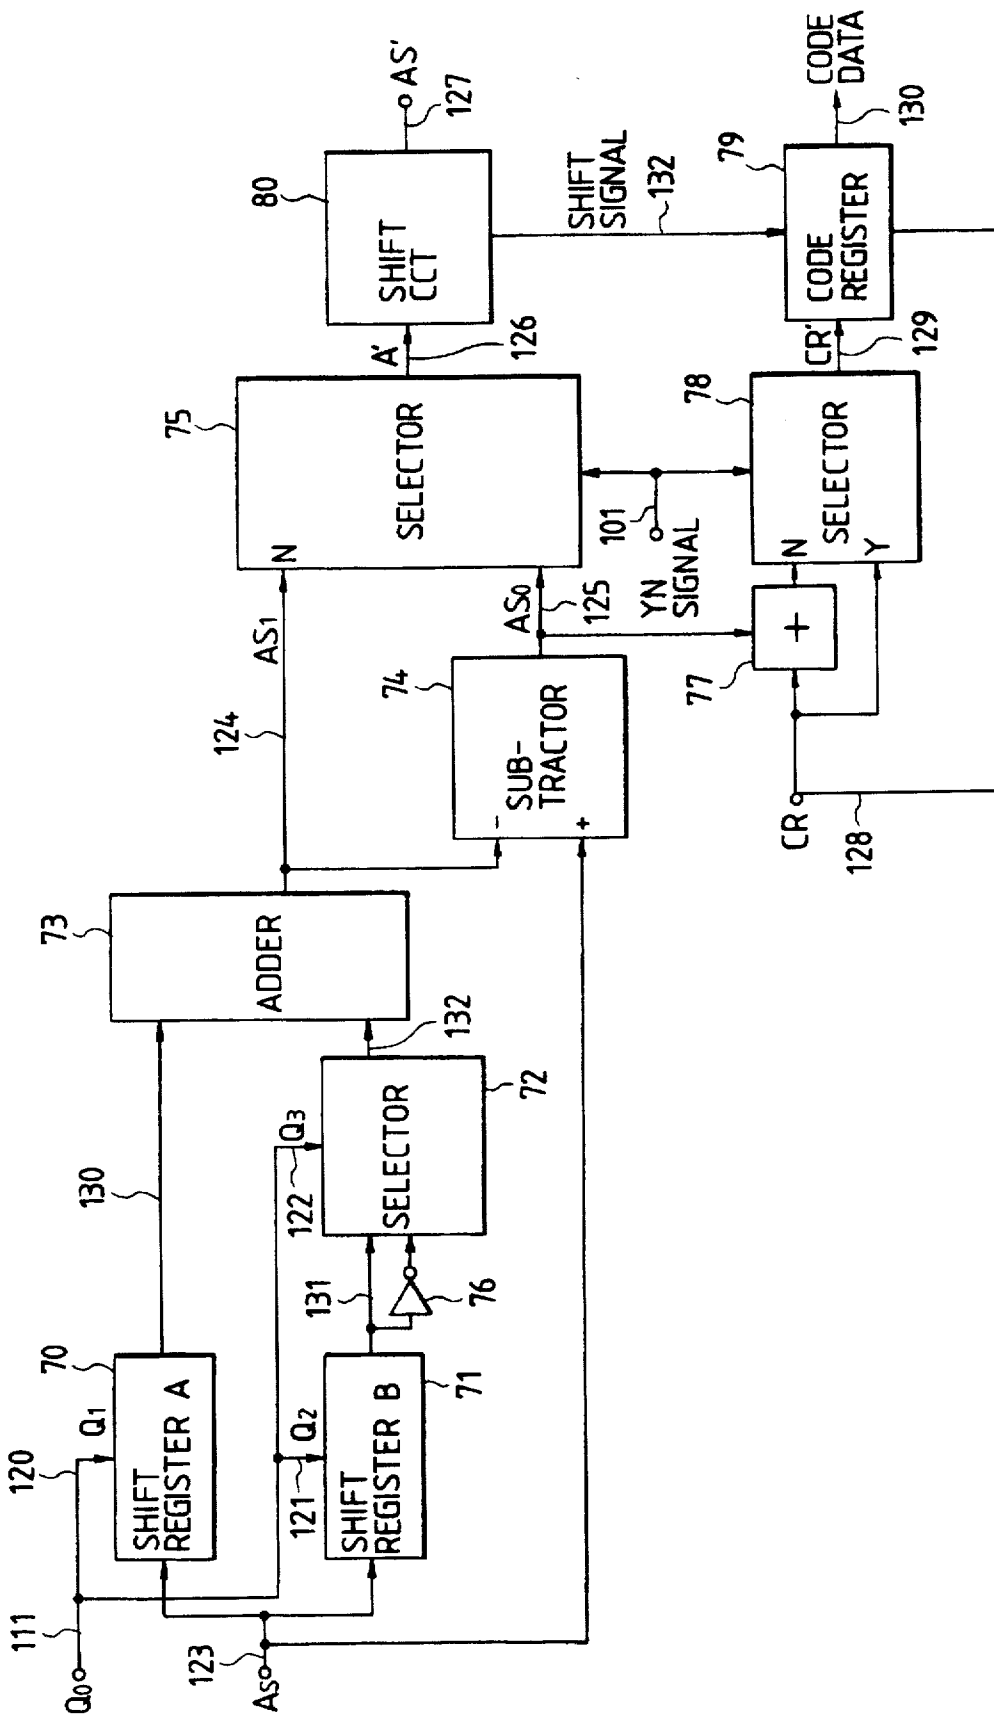 Q0
111
120
Q1
70
SHIFT
REGISTER A
130
AS
123
121
Q2
SHIFT
REGISTER B
71
131
76
122
Q3
SELECTOR
72
132
73
ADDER
124
AS1
74
SUB-
TRACTOR
-
+
AS0
125
75
N
SELECTOR
A'
126
80
SHIFT
CCT
AS'
127
SHIFT
SIGNAL
132
101
YN
SIGNAL
CR
128
77
+
78
N
Y
SELECTOR
CR'
129
79
CODE
REGISTER
130
CODE
DATA